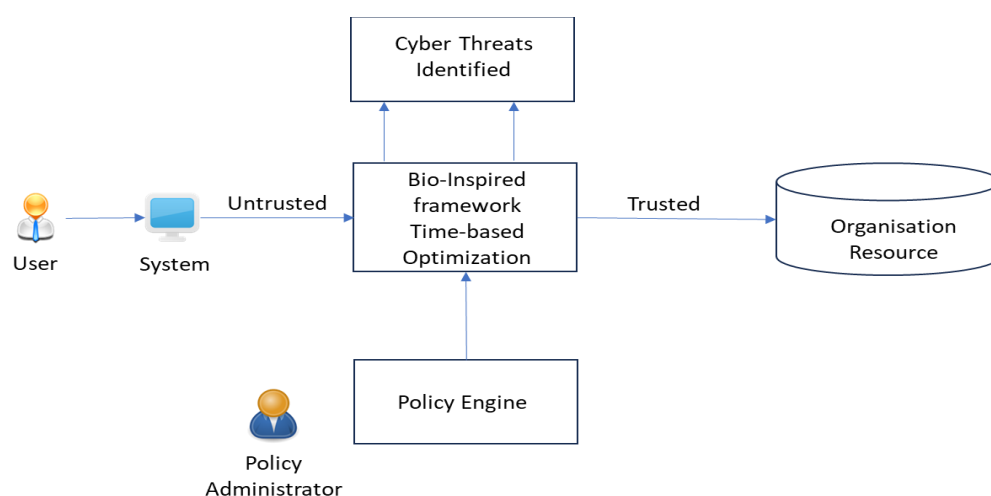 Cyber Threats
Identified
Bio-Inspired
framework
Time-based
Optimization
Untrusted
Trusted
Organisation
Resource
User
System
Policy Engine
Policy
Administrator